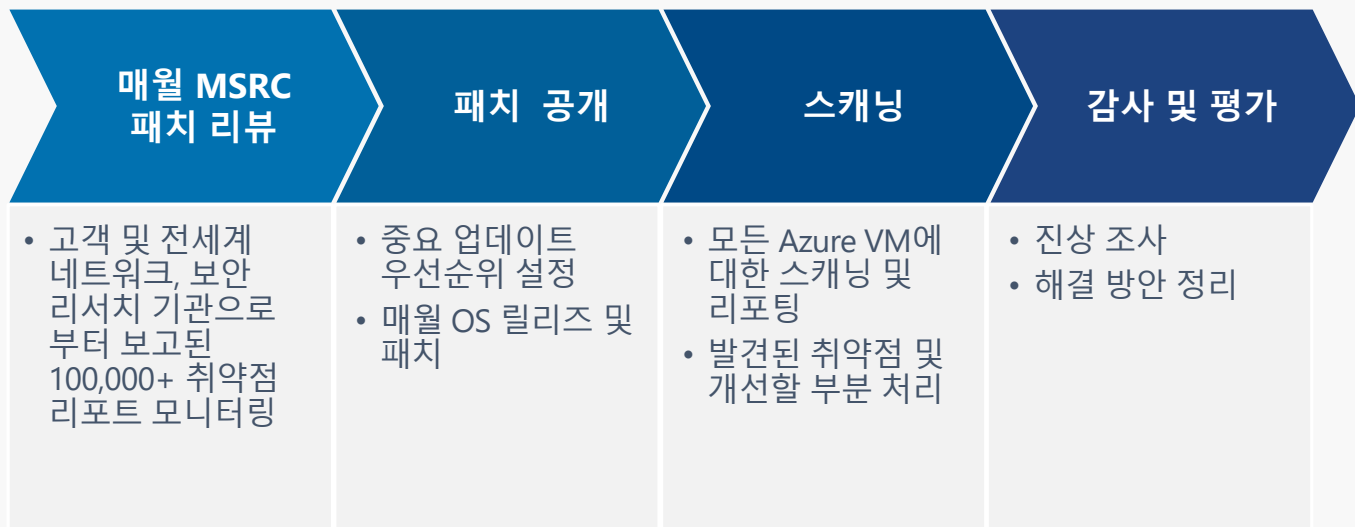 매월 MSRC
패치 리뷰
패치 공개
스캐닝
감사 및 평가
• 고객 및 전세계
네트워크, 보안
리서치 기관으로
부터 보고된
100,000+ 취약점
리포트 모니터링
• 중요 업데이트
우선순위 설정
• 매월 OS 릴리즈 및
패치
• 모든 Azure VM에
대한 스캐닝 및
리포팅
• 발견된 취약점 및
개선할 부분 처리
• 진상 조사
• 해결 방안 정리